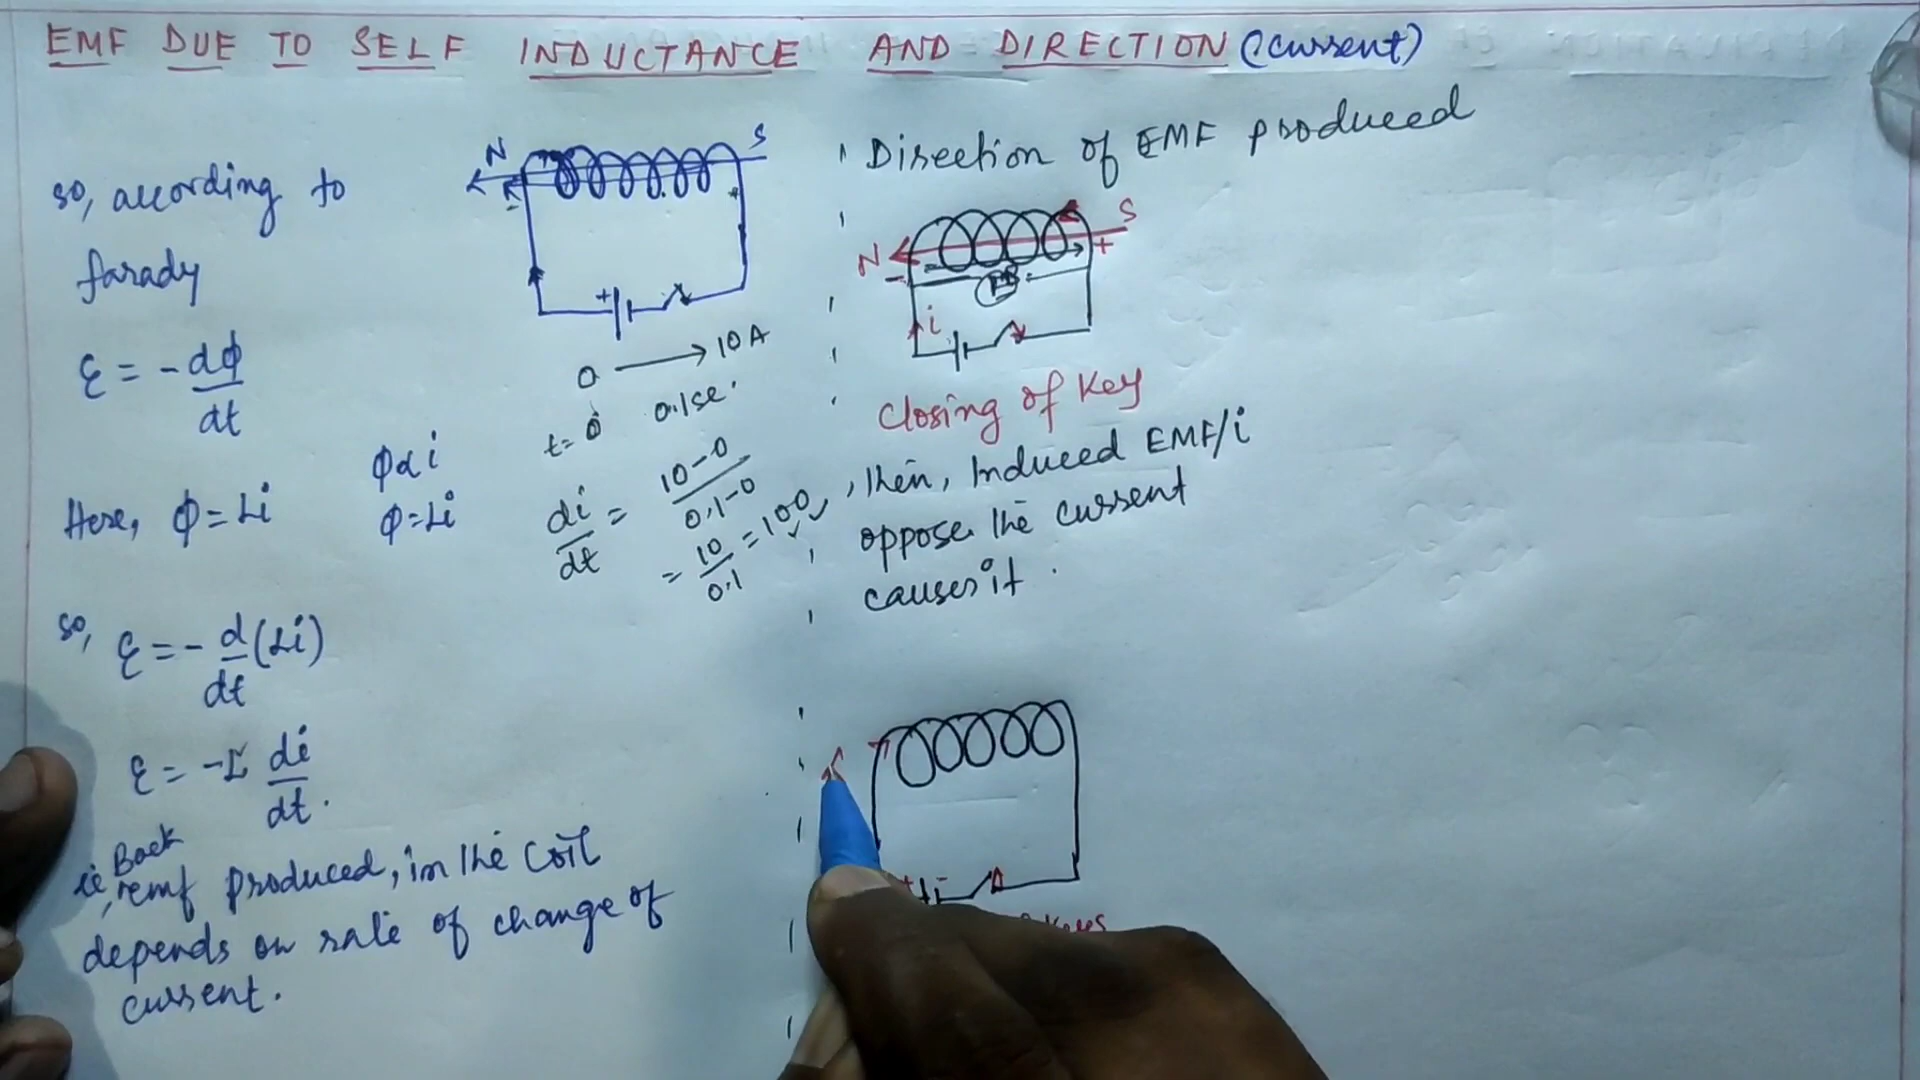 EMF DUE TO SELF INDUCTANCE AND DIRECTION (current)
so, according to
farady
ε = -dφ/dt
Here, φ = Li
φ α i
φ = Li
so, ε = - d/dt (Li)
ε = -L di/dt.
ie, Back emf produced, in the coil
depends on rate of change of
current.
N S
+
0 → 10A
t= 0 0.1se.
di/dt = 10-0/0.1-0
= 10/0.1 = 100
Direction of EMF produced
N S
- +
i
Closing of Key
, then, Induced EMF/i
oppose the current
causes it.
+ -